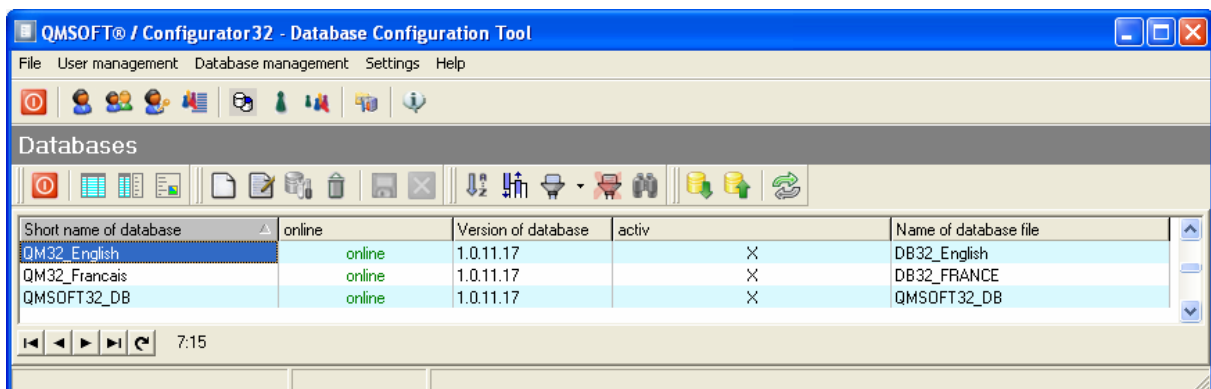 QMSOFT® / Configurator32 - Database Configuration Tool
File User management Database management Settings Help
Databases
Short name of database online Version of database activ Name of database file
QM32_English online 1.0.11.17 X DB32_English
QM32_Francais online 1.0.11.17 X DB32_FRANCE
QMSOFT32_DB online 1.0.11.17 X QMSOFT32_DB
7:15